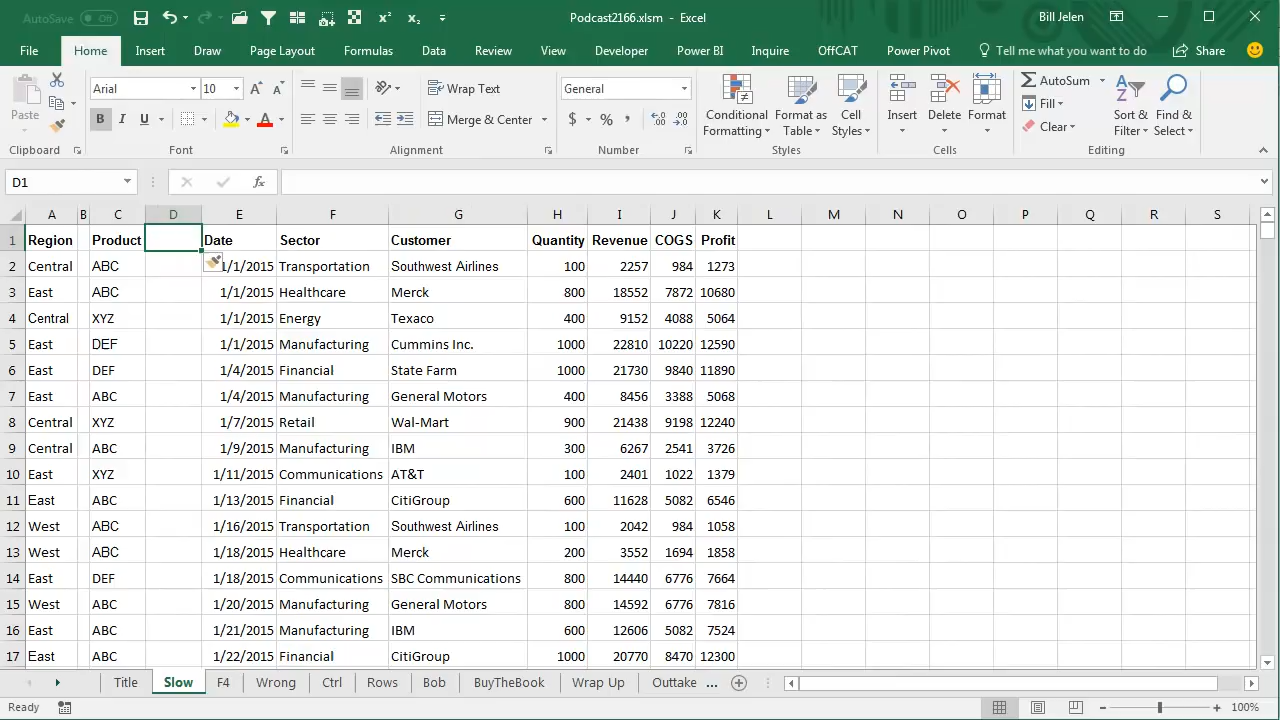 AutoSave Off Podcast2166.xlsm - Excel Bill Jelen
File Home Insert Draw Page Layout Formulas Data Review View Developer Power BI Inquire OffCAT Power Pivot Tell me what you want to do Share
Paste Arial 10 Wrap Text General Conditional Formatting Format as Table Cell Styles Insert Delete Format AutoSum Fill Clear Sort & Filter Find & Select
B I U Merge & Center $ % ,
Clipboard Font Alignment Number Styles Cells Editing
D1 fx
A B C D E F G H I J K L M N O P Q R S
1 Region Product Date Sector Customer Quantity Revenue COGS Profit
2 Central ABC 1/1/2015 Transportation Southwest Airlines 100 2257 984 1273
3 East ABC 1/1/2015 Healthcare Merck 800 18552 7872 10680
4 Central XYZ 1/1/2015 Energy Texaco 400 9152 4088 5064
5 East DEF 1/1/2015 Manufacturing Cummins Inc. 1000 22810 10220 12590
6 East DEF 1/4/2015 Financial State Farm 1000 21730 9840 11890
7 East ABC 1/4/2015 Manufacturing General Motors 400 8456 3388 5068
8 Central XYZ 1/7/2015 Retail Wal-Mart 900 21438 9198 12240
9 Central ABC 1/9/2015 Manufacturing IBM 300 6267 2541 3726
10 East XYZ 1/11/2015 Communications AT&T 100 2401 1022 1379
11 East ABC 1/13/2015 Financial CitiGroup 600 11628 5082 6546
12 West ABC 1/16/2015 Transportation Southwest Airlines 100 2042 984 1058
13 West ABC 1/18/2015 Healthcare Merck 200 3552 1694 1858
14 East DEF 1/18/2015 Communications SBC Communications 800 14440 6776 7664
15 West ABC 1/20/2015 Manufacturing General Motors 800 14592 6776 7816
16 East ABC 1/21/2015 Manufacturing IBM 600 12606 5082 7524
17 East ABC 1/22/2015 Financial CitiGroup 1000 20770 8470 12300
Title Slow F4 Wrong Ctrl Rows Bob BuyTheBook Wrap Up Outtake ...
Ready 100%